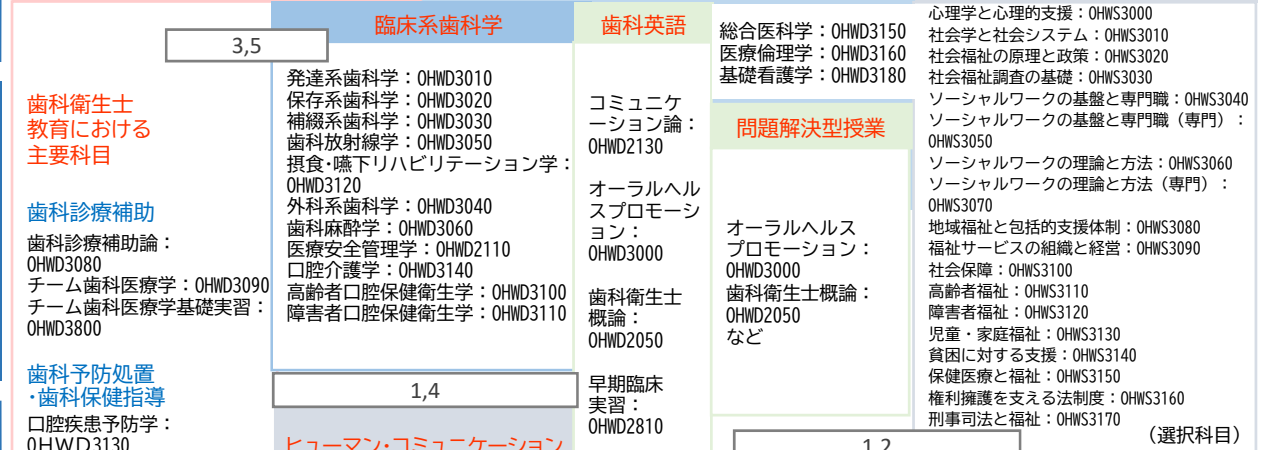 3,5
歯科衛生士
教育における
主要科目
歯科診療補助
歯科診療補助論：
OHWD3080
チーム歯科医療学：OHWD3090
チーム歯科医療学基礎実習：
OHWD3800
歯科予防処置
・歯科保健指導
口腔疾患予防学：
OHWD3130
臨床系歯科学
発達系歯科学：OHWD3010
保存系歯科学：OHWD3020
補綴系歯科学：OHWD3030
歯科放射線学：OHWD3050
摂食・嚥下リハビリテーション学：
OHWD3120
外科系歯科学：OHWD3040
歯科麻酔学：OHWD3060
医療安全管理学：OHWD2110
口腔介護学：OHWD3140
高齢者口腔保健衛生学：OHWD3100
障害者口腔保健衛生学：OHWD3110
1,4
ヒューマン・コミュニケーション
歯科英語
コミュニケ
ーション論：
OHWD2130
オーラルヘル
スプロモーシ
ョン：
OHWD3000
歯科衛生士
概論：
OHWD2050
早期臨床
実習：
OHWD2810
総合医科学：OHWD3150
医療倫理学：OHWD3160
基礎看護学：OHWD3180
問題解決型授業
オーラルヘルス
プロモーション：
OHWD3000
歯科衛生士概論：
OHWD2050
など
1,2
心理学と心理的支援：OHWS3000
社会学と社会システム：OHWS3010
社会福祉の原理と政策：OHWS3020
社会福祉調査の基礎：OHWS3030
ソーシャルワークの基盤と専門職：OHWS3040
ソーシャルワークの基盤と専門職（専門）：
OHWS3050
ソーシャルワークの理論と方法：OHWS3060
ソーシャルワークの理論と方法（専門）：
OHWS3070
地域福祉と包括的支援体制：OHWS3080
福祉サービスの組織と経営：OHWS3090
社会保障：OHWS3100
高齢者福祉：OHWS3110
障害者福祉：OHWS3120
児童・家庭福祉：OHWS3130
貧困に対する支援：OHWS3140
保健医療と福祉：OHWS3150
権利擁護を支える法制度：OHWS3160
刑事司法と福祉：OHWS3170
（選択科目）